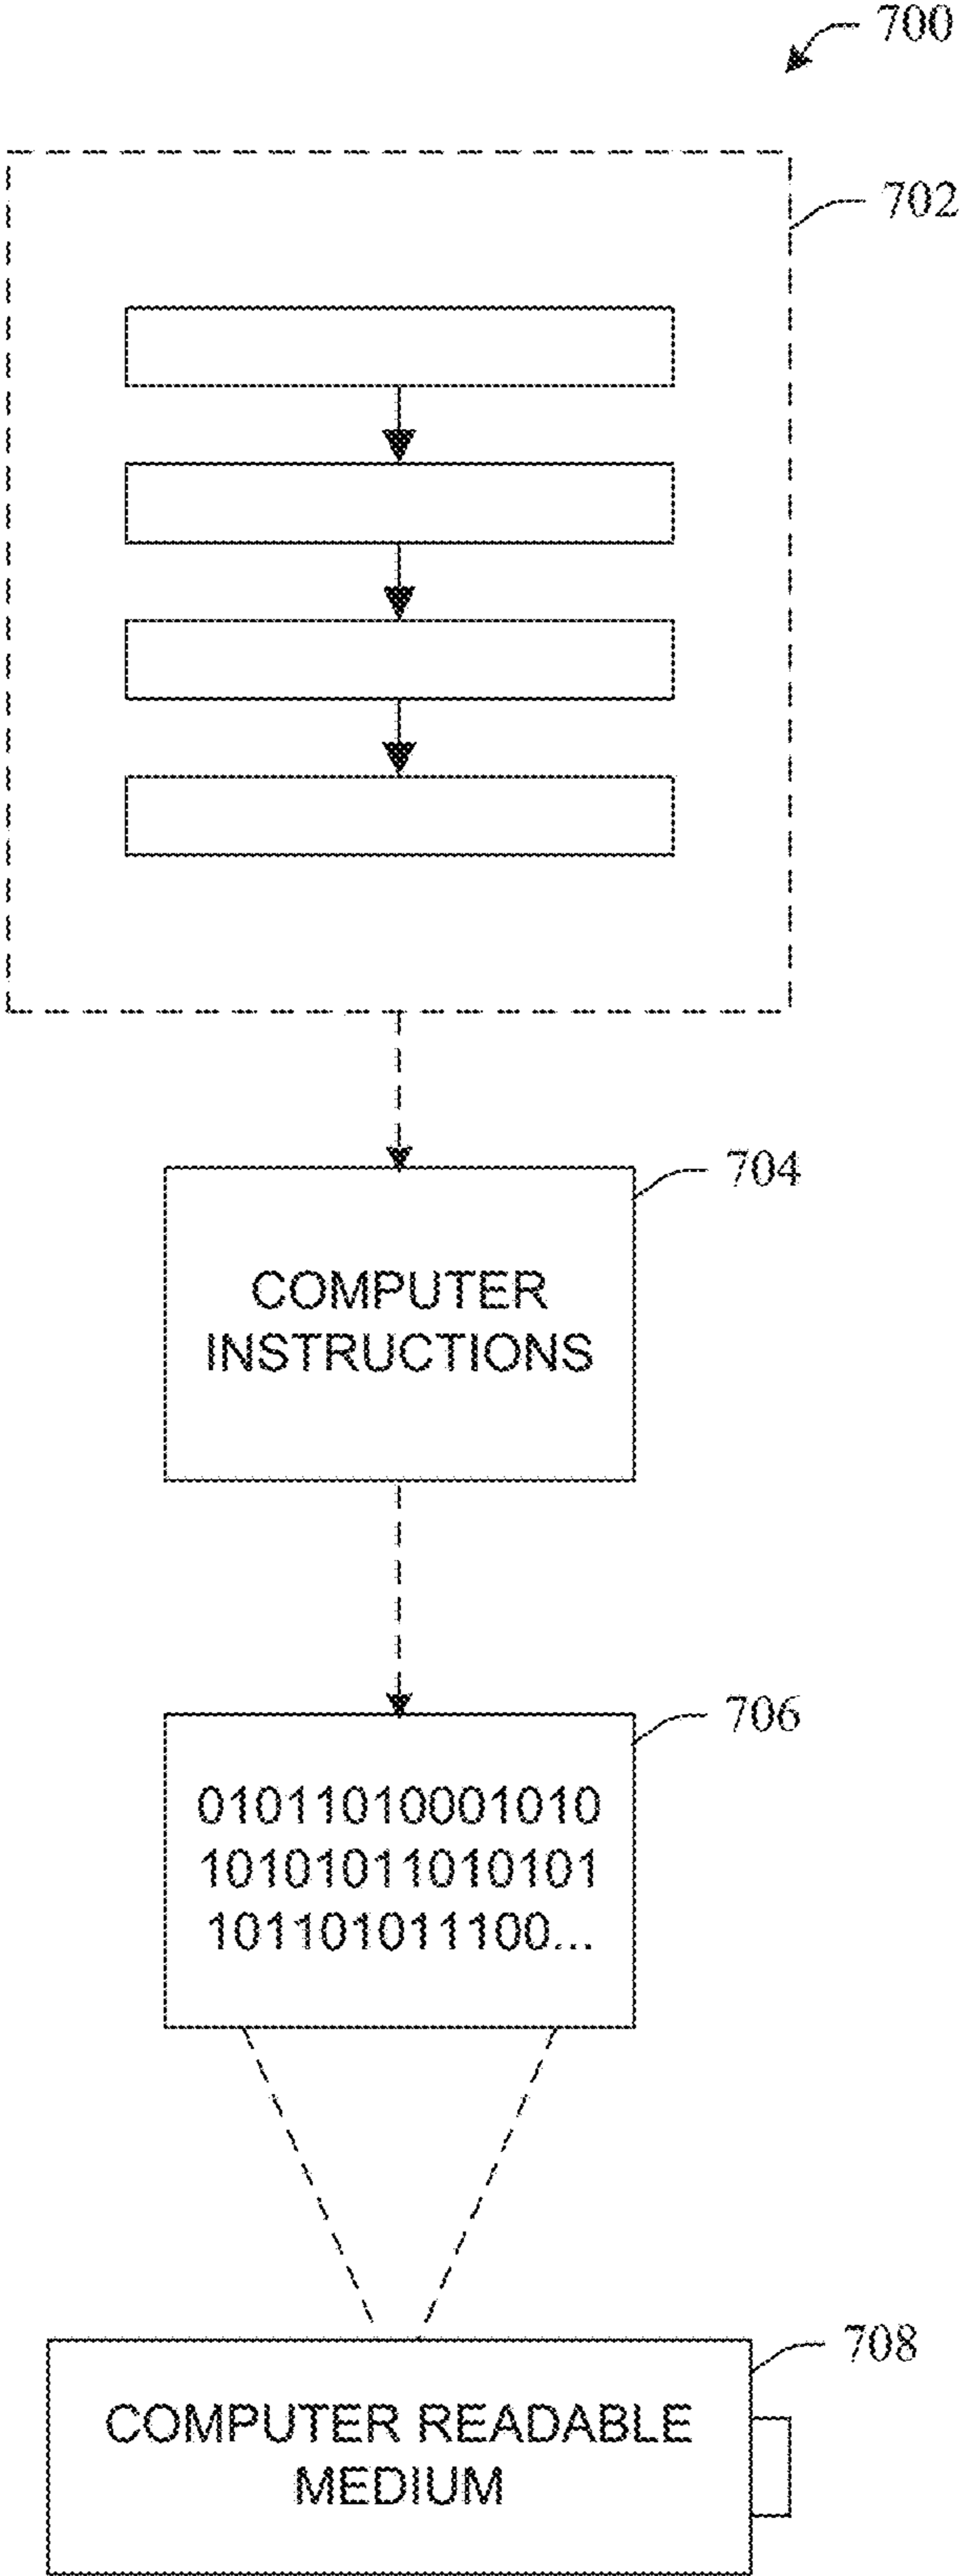 700
702
704
COMPUTER
INSTRUCTIONS
706
01011010001010
10101011010101
101101011100...
708
COMPUTER READABLE
MEDIUM